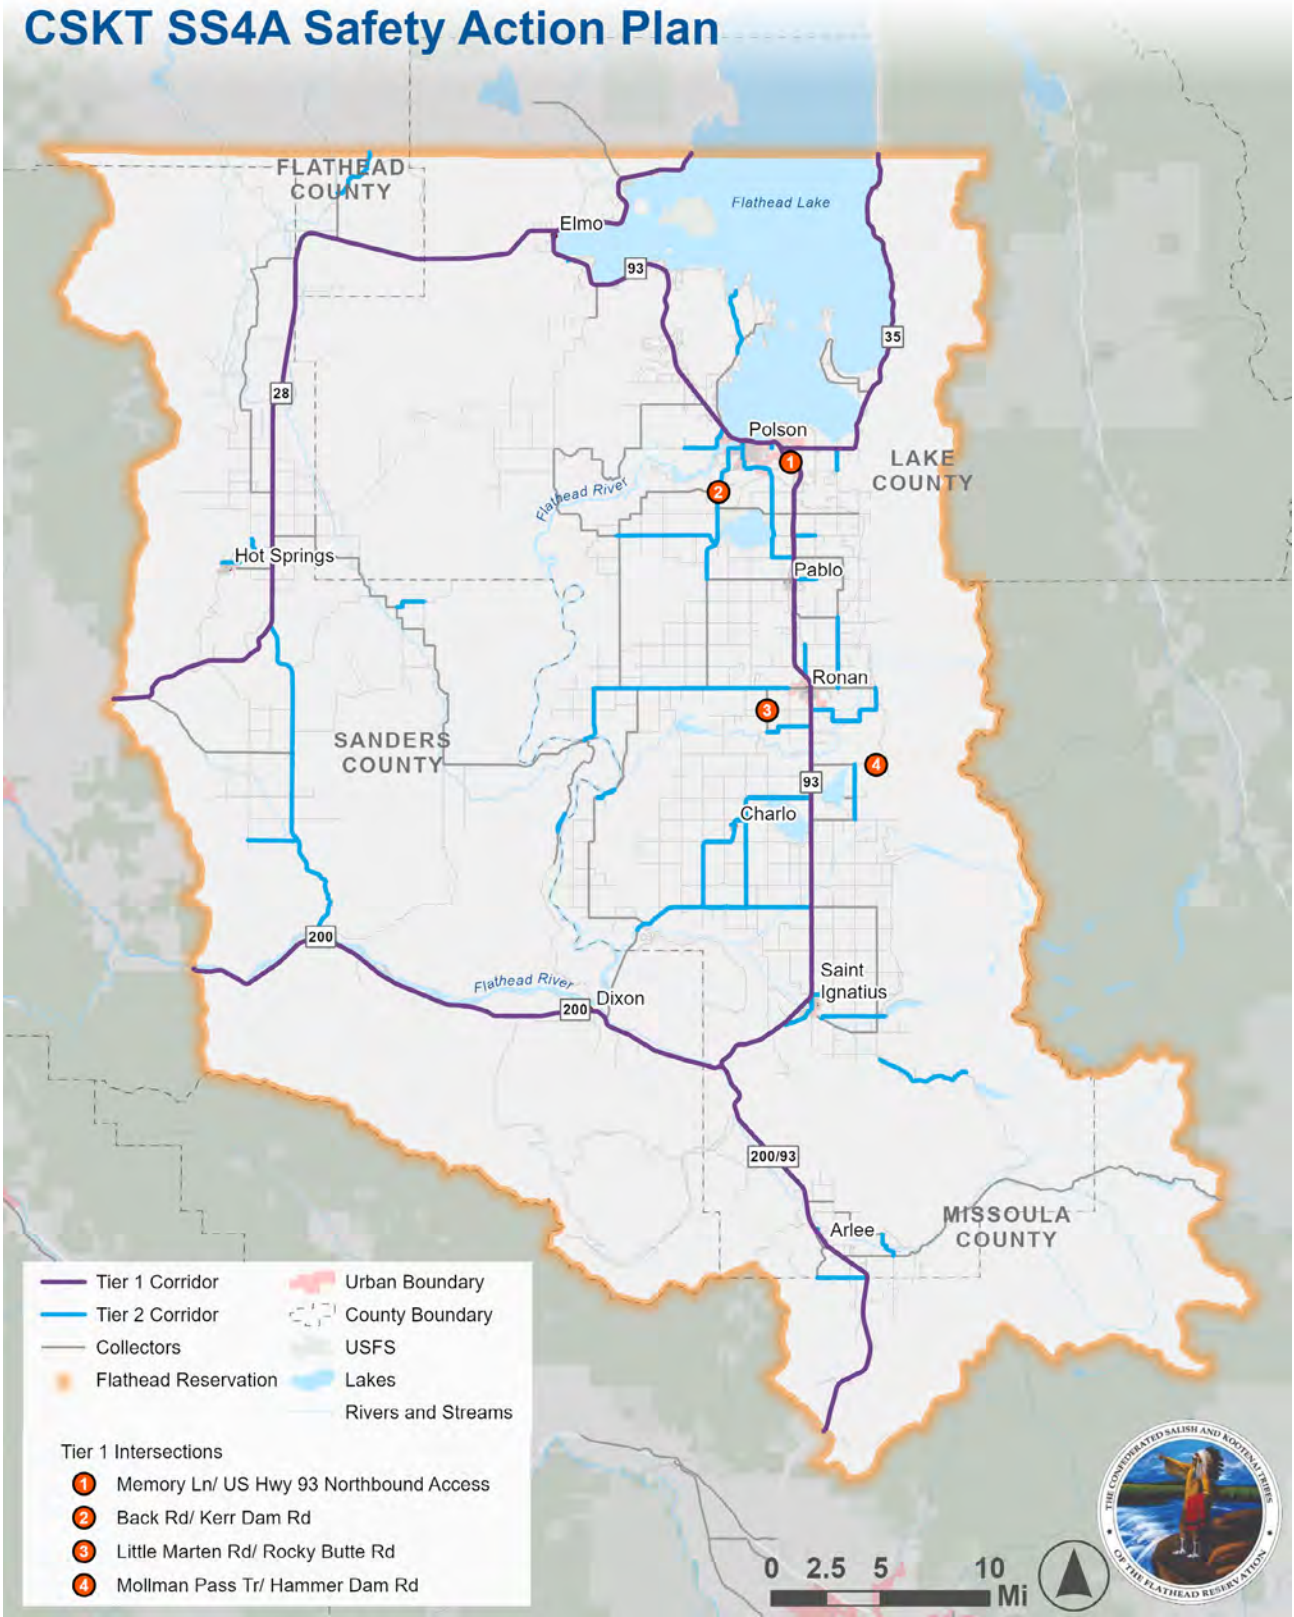 CSKT SS4A Safety Action Plan
FLATHEAD
COUNTY
Flathead Lake
Elmo
93
35
28
Polson
1
LAKE
COUNTY
2
Flathead River
Hot Springs
Pablo
Ronan
3
SANDERS
COUNTY
4
93
Charlo
200
Saint
Ignatius
Flathead River
Dixon
200
200/93
MISSOULA
COUNTY
Arlee
Tier 1 Corridor
Tier 2 Corridor
Collectors
Flathead Reservation
Urban Boundary
County Boundary
USFS
Lakes
Rivers and Streams
Tier 1 Intersections
1 Memory Ln/ US Hwy 93 Northbound Access
2 Back Rd/ Kerr Dam Rd
3 Little Marten Rd/ Rocky Butte Rd
4 Mollman Pass Tr/ Hammer Dam Rd
0 2.5 5 10
Mi
THE CONFEDERATED SALISH AND KOOTENAI TRIBES
OF THE FLATHEAD RESERVATION